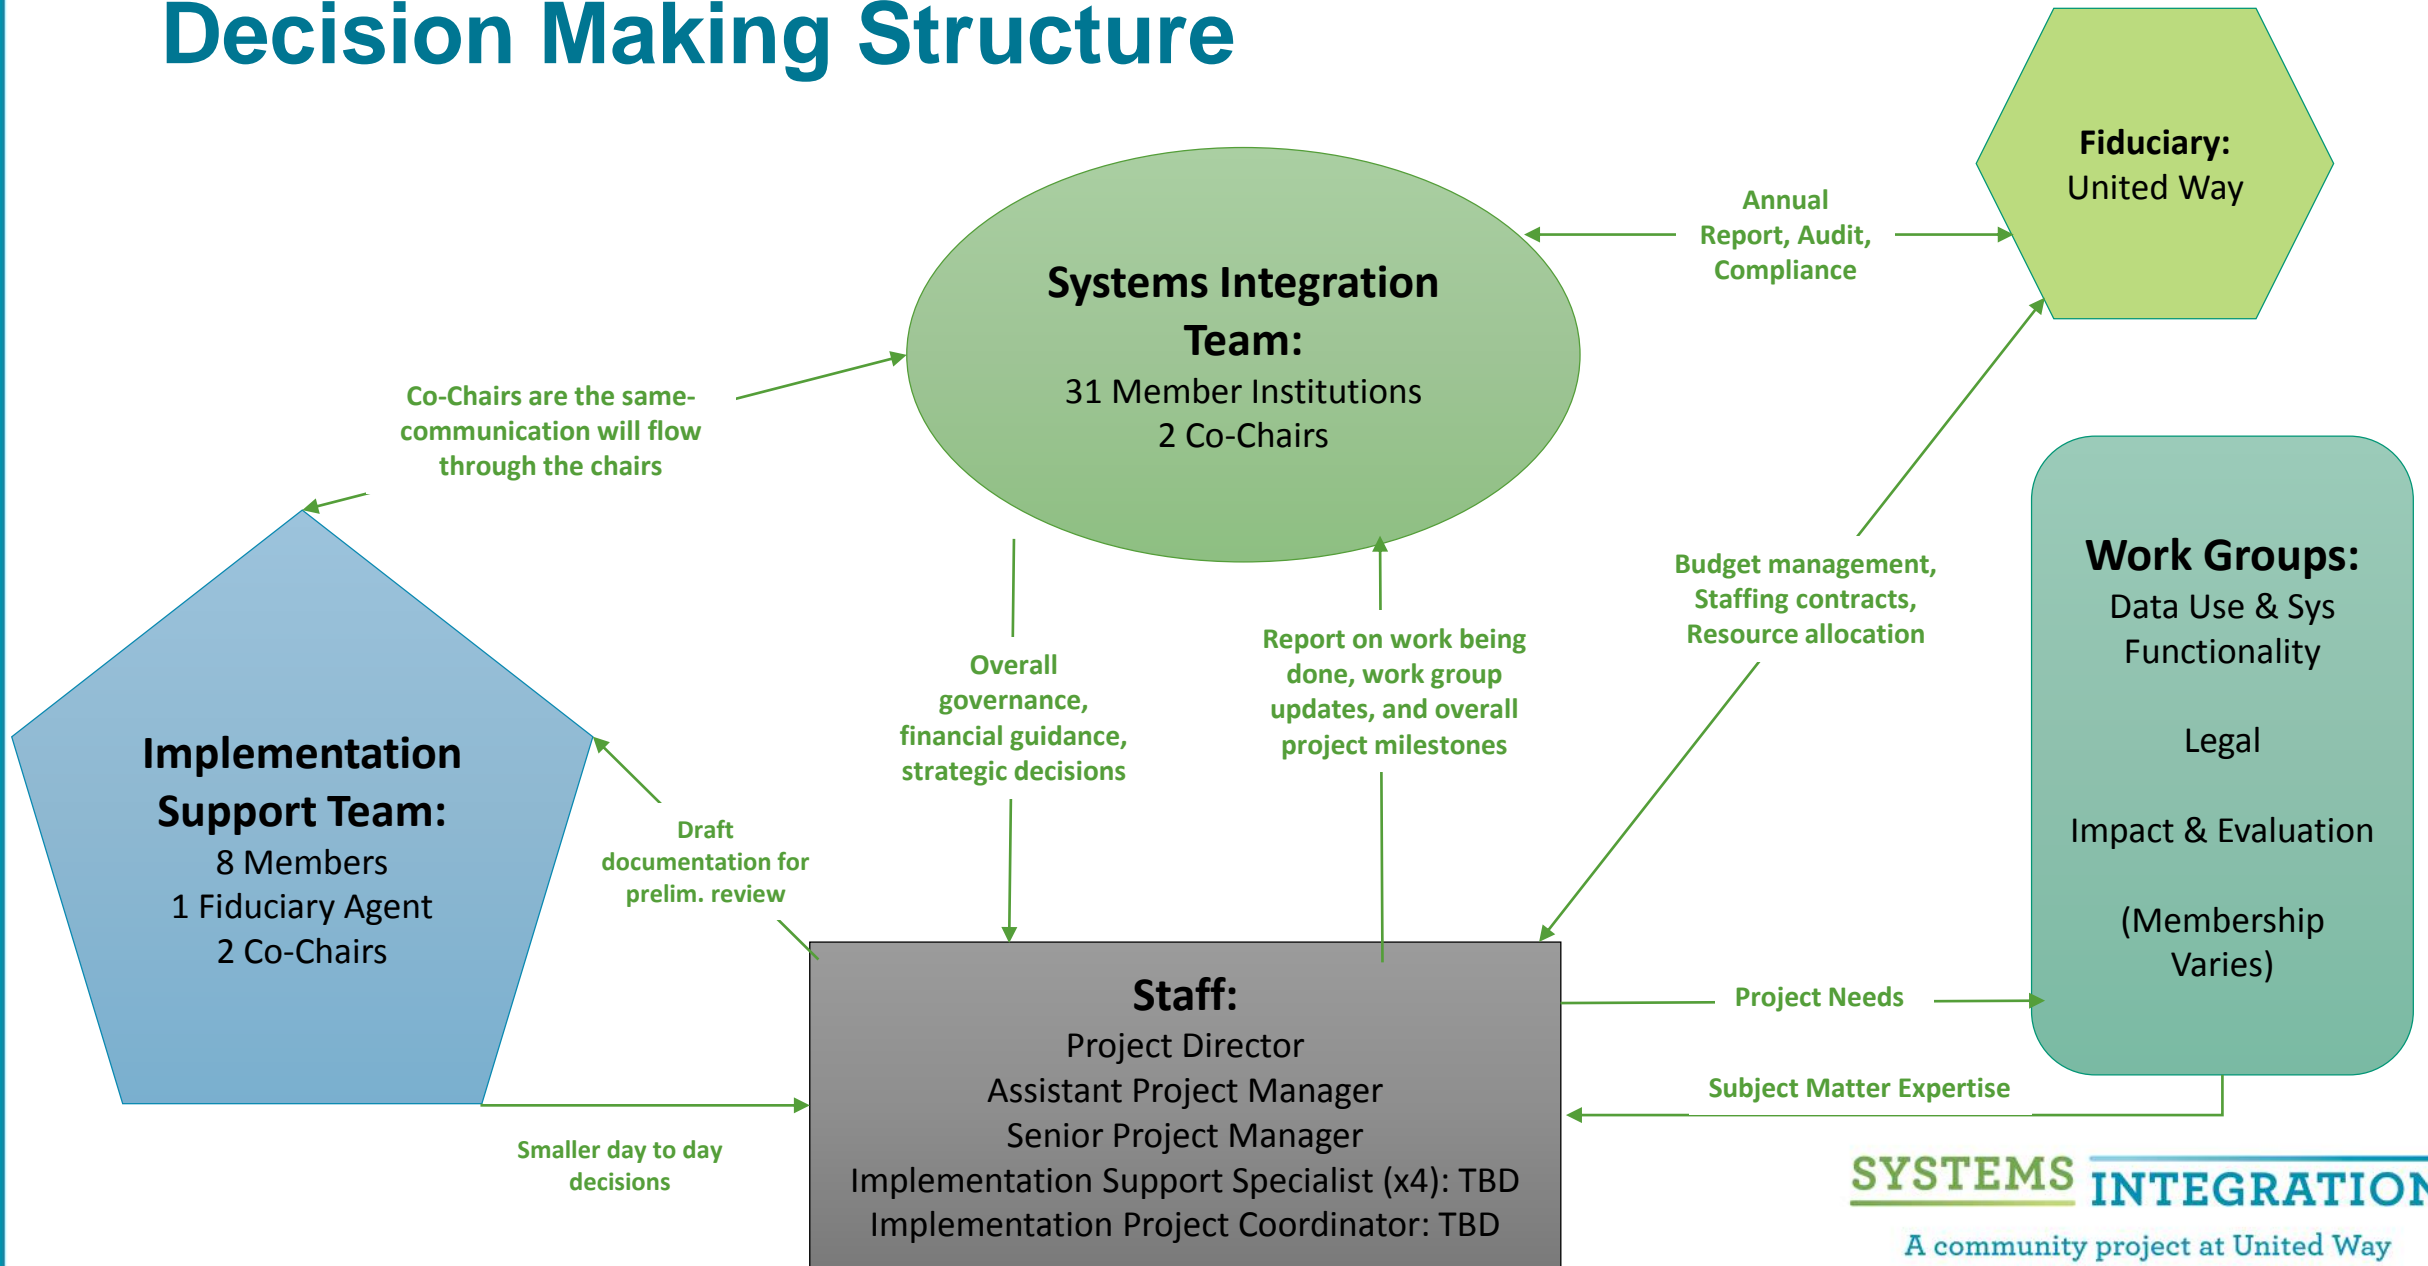 Decision Making Structure
Fiduciary:
United Way
Annual
Report, Audit,
Compliance
Systems Integration
Team:
31 Member Institutions
2 Co-Chairs
Co-Chairs are the same-
communication will flow
through the chairs
Budget management,
Staffing contracts,
Resource allocation
Work Groups:
Data Use & Sys
Functionality
Legal
Impact & Evaluation
(Membership
Varies)
Overall
governance,
financial guidance,
strategic decisions
Report on work being
done, work group
updates, and overall
project milestones
Implementation
Support Team:
8 Members
1 Fiduciary Agent
2 Co-Chairs
Draft
documentation for
prelim. review
Smaller day to day
decisions
Staff:
Project Director
Assistant Project Manager
Senior Project Manager
Implementation Support Specialist (x4): TBD
Implementation Project Coordinator: TBD
Project Needs
Subject Matter Expertise
SYSTEMS INTEGRATION
A community project at United Way